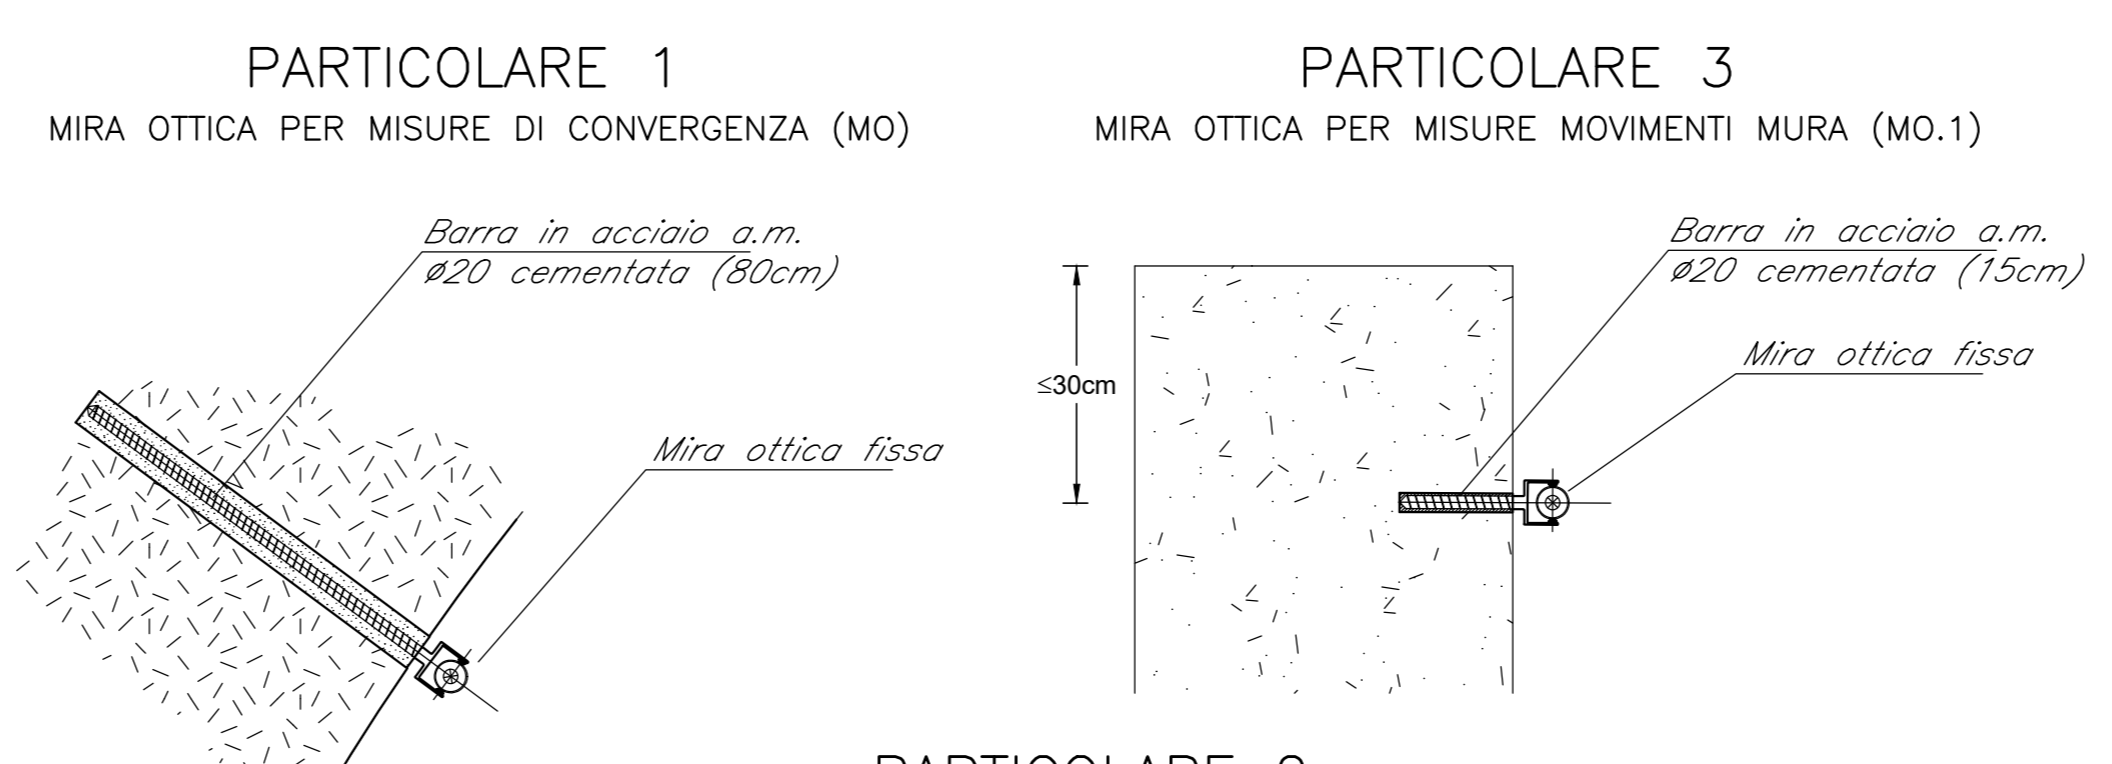 PARTICOLARE 1
MIRA OTTICA PER MISURE DI CONVERGENZA (MO)
Barra in acciaio a.m.
ø20 cementata (80cm)
Mira ottica fissa
PARTICOLARE 3
MIRA OTTICA PER MISURE MOVIMENTI MURA (MO.1)
Barra in acciaio a.m.
ø20 cementata (15cm)
Mira ottica fissa
≤30cm
PARTICOLARE